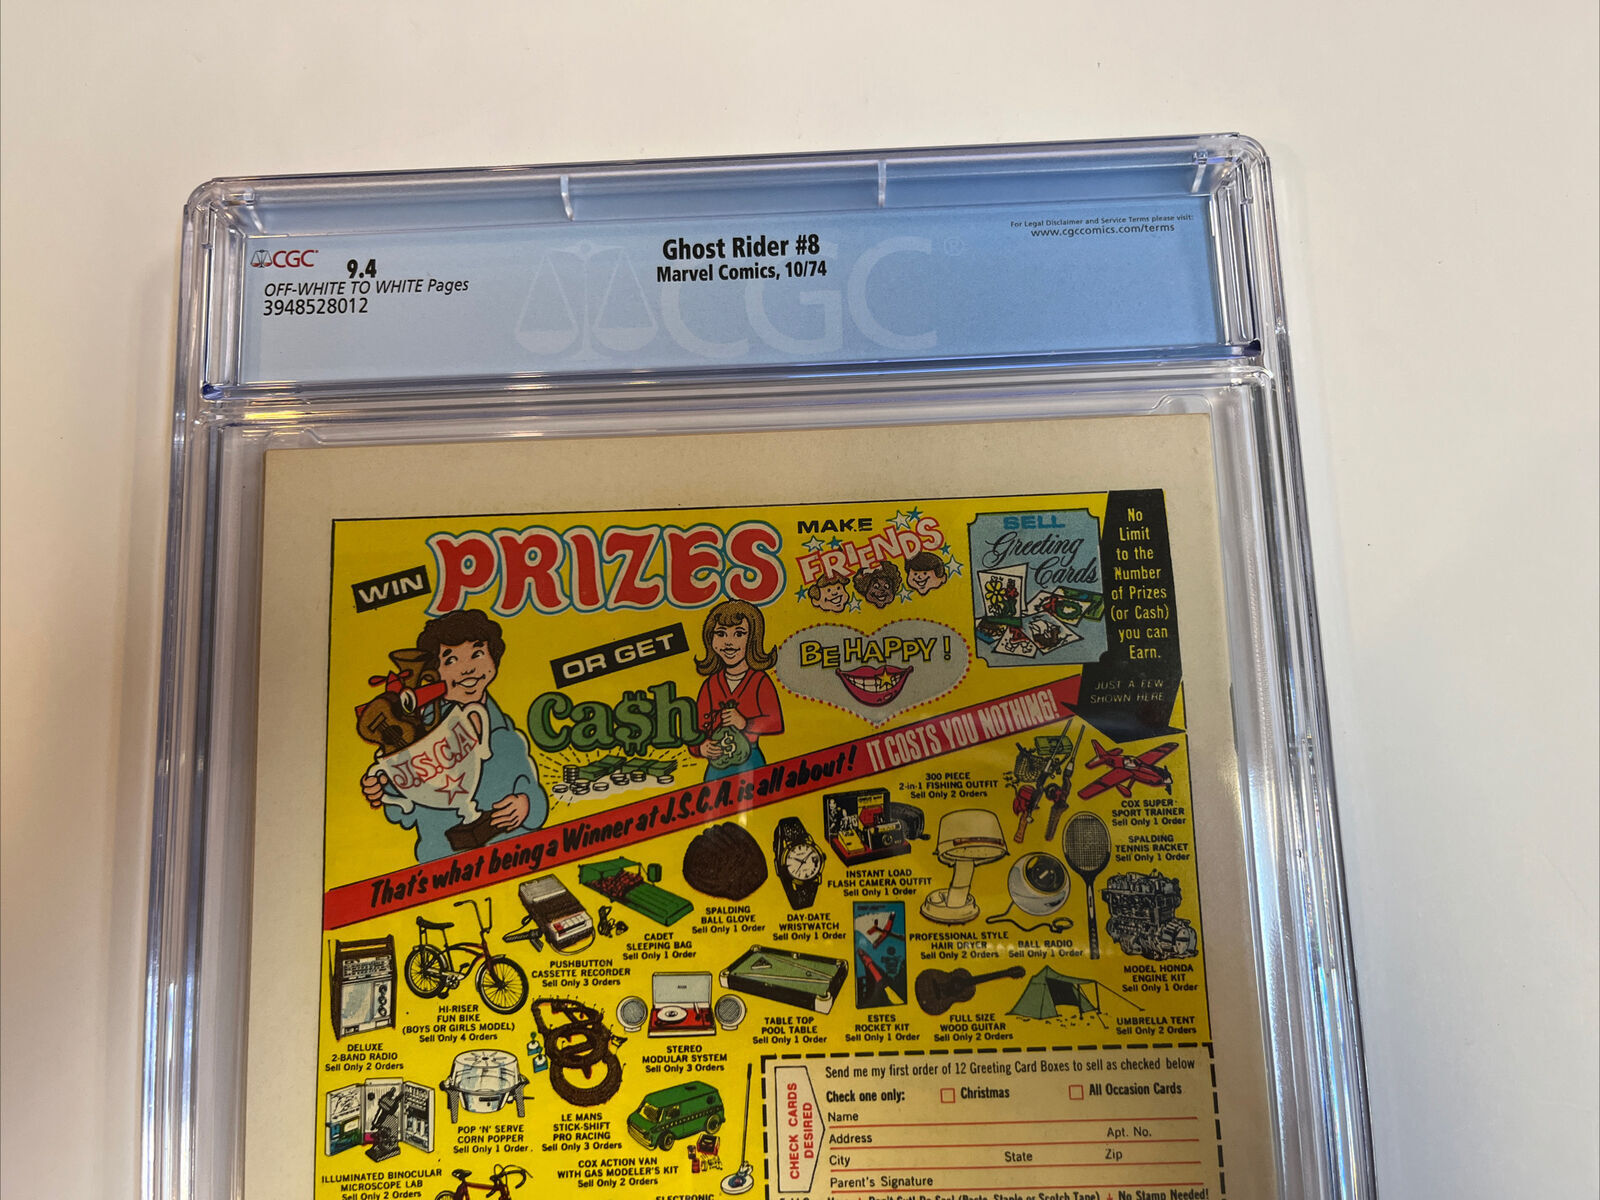 CGC
9.4
OFF-WHITE TO WHITE Pages
3948528012
Ghost Rider #8
Marvel Comics, 10/74
For Legal Disclaimer and Service Terms please visit:
www.cgccomics.com/terms
CGC
WIN
PRIZES
OR GET
Ca$h
MAKE
FRIENDS
BE HAPPY!
SELL
Greeting
Cards
No
Limit
to the
Number
of Prizes
(or Cash)
you can
Earn.
JUST A FEW
SHOWN HERE
J.S.C.A.
$
That's what being a Winner at J.S.C.A. is all about! IT COSTS YOU NOTHING!
300 PIECE
2-in-1 FISHING OUTFIT
Sell Only 2 Orders
COX SUPER-
SPORT TRAINER
Sell Only 1 Order
SPALDING
TENNIS RACKET
Sell Only 1 Order
INSTANT LOAD
FLASH CAMERA OUTFIT
Sell Only 1 Order
SPALDING
BALL GLOVE
Sell Only 1 Order
DAY-DATE
WRISTWATCH
Sell Only 1 Order
CADET
SLEEPING BAG
Sell Only 1 Order
PROFESSIONAL STYLE
HAIR DRYER
Sell Only 2 Orders
BALL RADIO
Sell Only 1 Order
MODEL HONDA
ENGINE KIT
Sell Only 1 Order
PUSHBUTTON
CASSETTE RECORDER
Sell Only 3 Orders
HI-RISER
FUN BIKE
(BOYS OR GIRLS MODEL)
Sell Only 4 Orders
TABLE TOP
POOL TABLE
Sell Only 1 Order
ESTES
ROCKET KIT
Sell Only 1 Order
FULL SIZE
WOOD GUITAR
Sell Only 2 Orders
UMBRELLA TENT
Sell Only 2 Orders
DELUXE
2-BAND RADIO
Sell Only 2 Orders
STEREO
MODULAR SYSTEM
Sell Only 3 Orders
POP 'N' SERVE
CORN POPPER
Sell Only 1 Order
LE MANS
STICK-SHIFT
PRO RACING
Sell Only 3 Orders
COX ACTION VAN
WITH GAS MODELER'S KIT
Sell Only 2 Orders
ILLUMINATED BINOCULAR
MICROSCOPE LAB
Sell Only 2 Orders
ELECTRONIC
CHECK CARDS
DESIRED
Send me my first order of 12 Greeting Card Boxes to sell as checked below
Check one only: Christmas All Occasion Cards
Name
Address Apt. No.
City State Zip
Parent's Signature
No Stamp Needed!